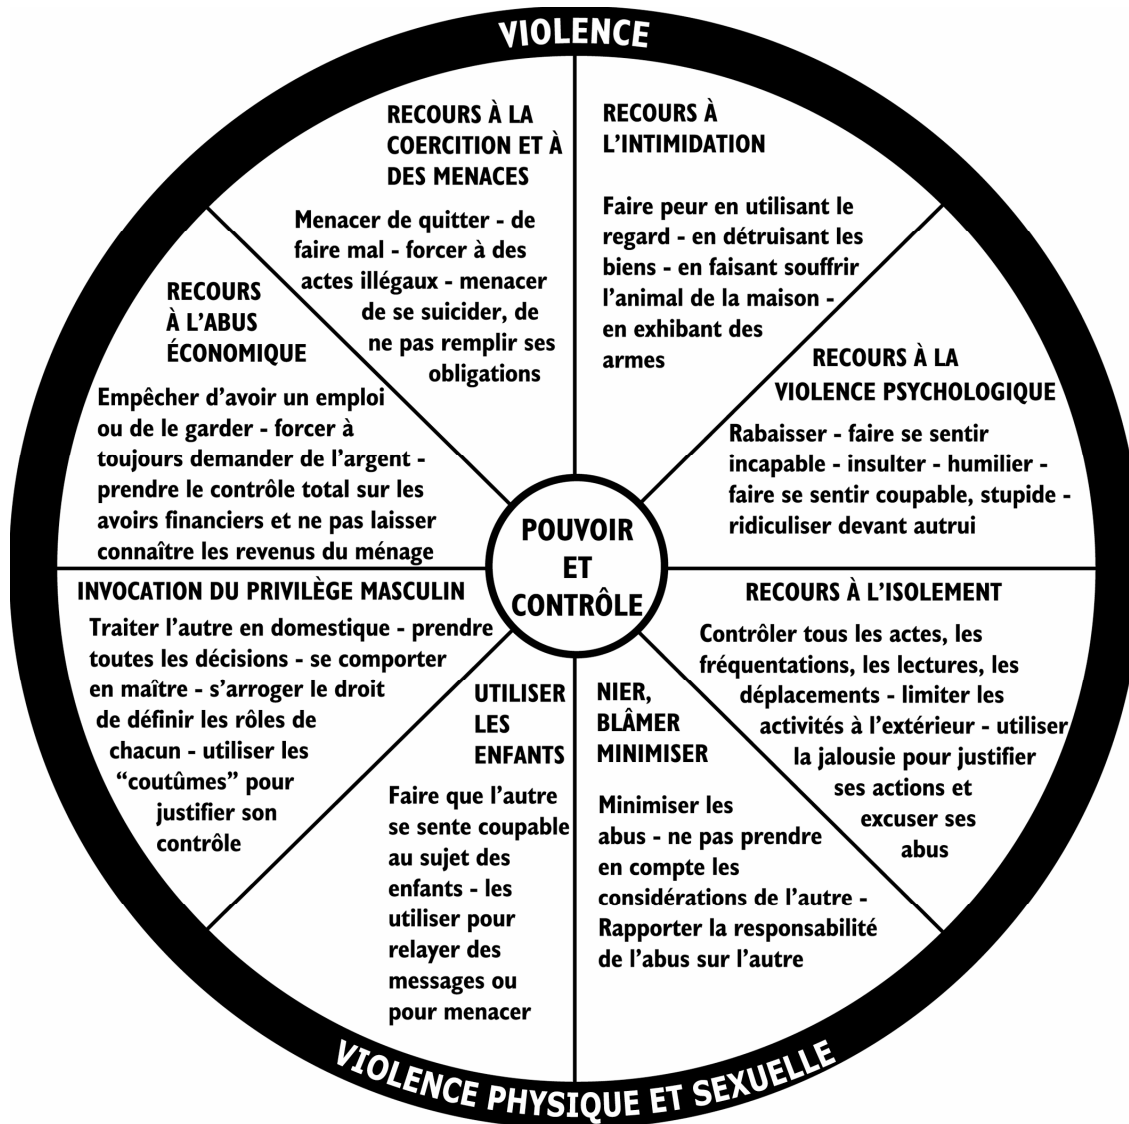 VIOLENCE
RECOURS À LA
COERCITION ET À
DES MENACES
Menacer de quitter - de
faire mal - forcer à des
actes illégaux - menacer
de se suicider, de
ne pas remplir ses
obligations
RECOURS À
L’INTIMIDATION
Faire peur en utilisant le
regard - en détruisant les
biens - en faisant souffrir
l’animal de la maison -
en exhibant des
armes
RECOURS À LA
VIOLENCE PSYCHOLOGIQUE
Rabaisser - faire se sentir
incapable - insulter - humilier -
faire se sentir coupable, stupide -
ridiculiser devant autrui
RECOURS À L’ISOLEMENT
Contrôler tous les actes, les
fréquentations, les lectures, les
déplacements - limiter les
activités à l’extérieur - utiliser
la jalousie pour justifier
ses actions et
excuser ses
abus
NIER,
BLÂMER
MINIMISER
Minimiser les
abus - ne pas prendre
en compte les
considérations de l’autre -
Rapporter la responsabilité
de l’abus sur l’autre
UTILISER
LES
ENFANTS
Faire que l’autre
se sente coupable
au sujet des
enfants - les
utiliser pour
relayer des
messages ou
pour menacer
INVOCATION DU PRIVILÈGE MASCULIN
Traiter l’autre en domestique - prendre
toutes les décisions - se comporter
en maître - s’arroger le droit
de définir les rôles de
chacun - utiliser les
“coutûmes” pour
justifier son
contrôle
RECOURS
À L’ABUS
ÉCONOMIQUE
Empêcher d’avoir un emploi
ou de le garder - forcer à
toujours demander de l’argent -
prendre le contrôle total sur les
avoirs financiers et ne pas laisser
connaître les revenus du ménage
POUVOIR
ET
CONTRÔLE
VIOLENCE PHYSIQUE ET SEXUELLE